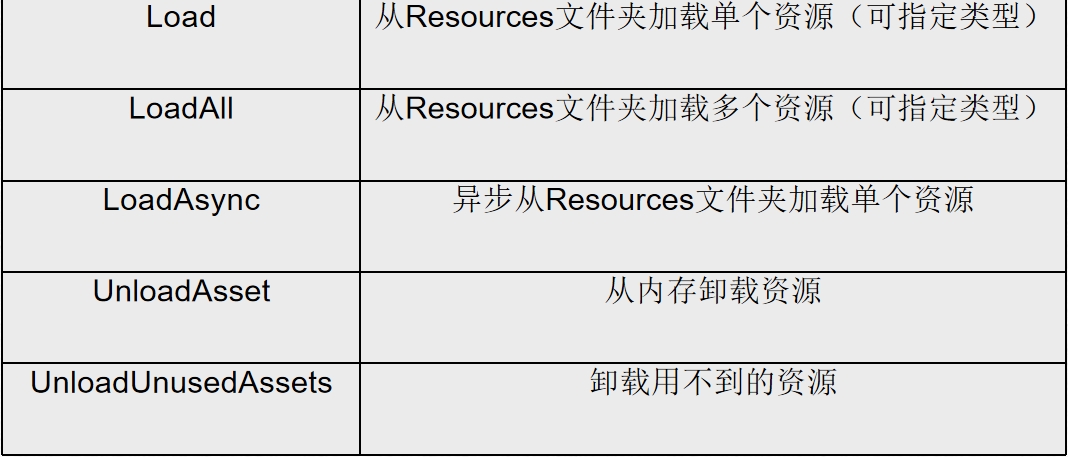 Load
从Resources文件夹加载单个资源（可指定类型）
LoadAll
从Resources文件夹加载多个资源（可指定类型）
LoadAsync
异步从Resources文件夹加载单个资源
UnloadAsset
从内存卸载资源
UnloadUnusedAssets
卸载用不到的资源